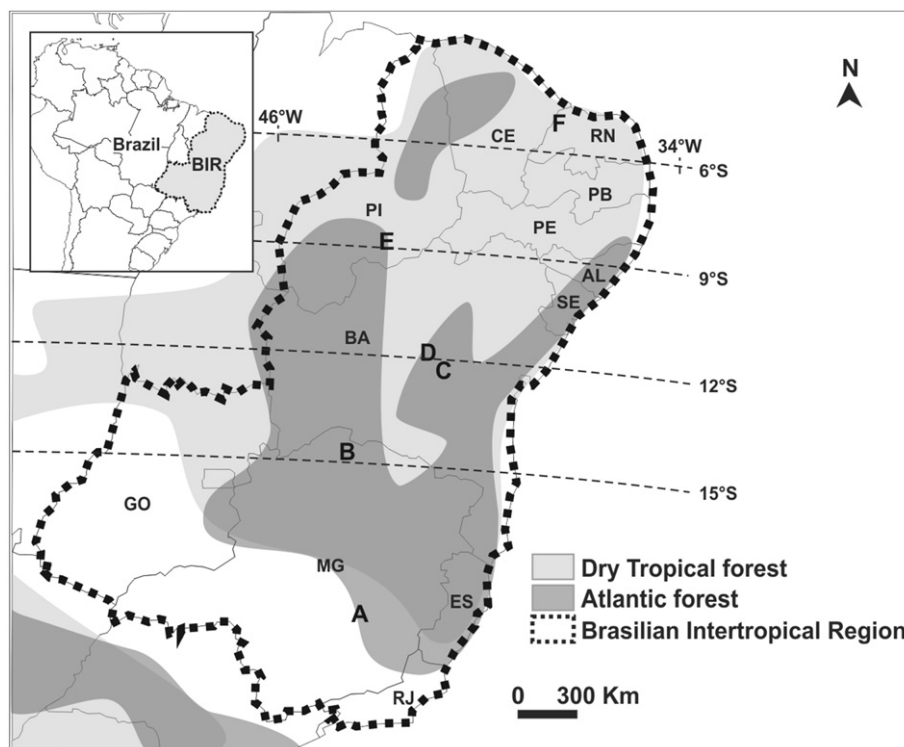 Brazil
BIR
N
46°W
34°W
CE
F
RN
6°S
PB
PI
PE
E
AL
9°S
SE
BA
D
C
12°S
B
15°S
GO
MG
ES
A
RJ
Dry Tropical forest
Atlantic forest
Brasilian Intertropical Region
0 300 Km